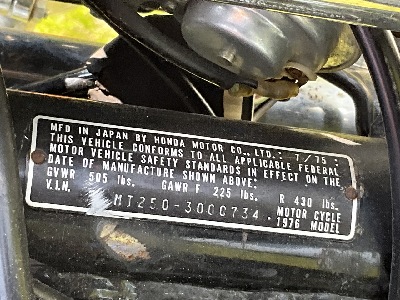 MFD IN JAPAN BY HONDA MOTOR CO., LTD.: 7/75:
THIS VEHICLE CONFORMS TO ALL APPLICABLE FEDERAL
MOTOR VEHICLE SAFETY STANDARDS IN EFFECT ON THE
DATE OF MANUFACTURE SHOWN ABOVE:
GVWR 505 lbs. GAWR F 225 lbs. R 430 lbs.
V.I.N. MT250-3000734. MOTOR CYCLE
1976 MODEL